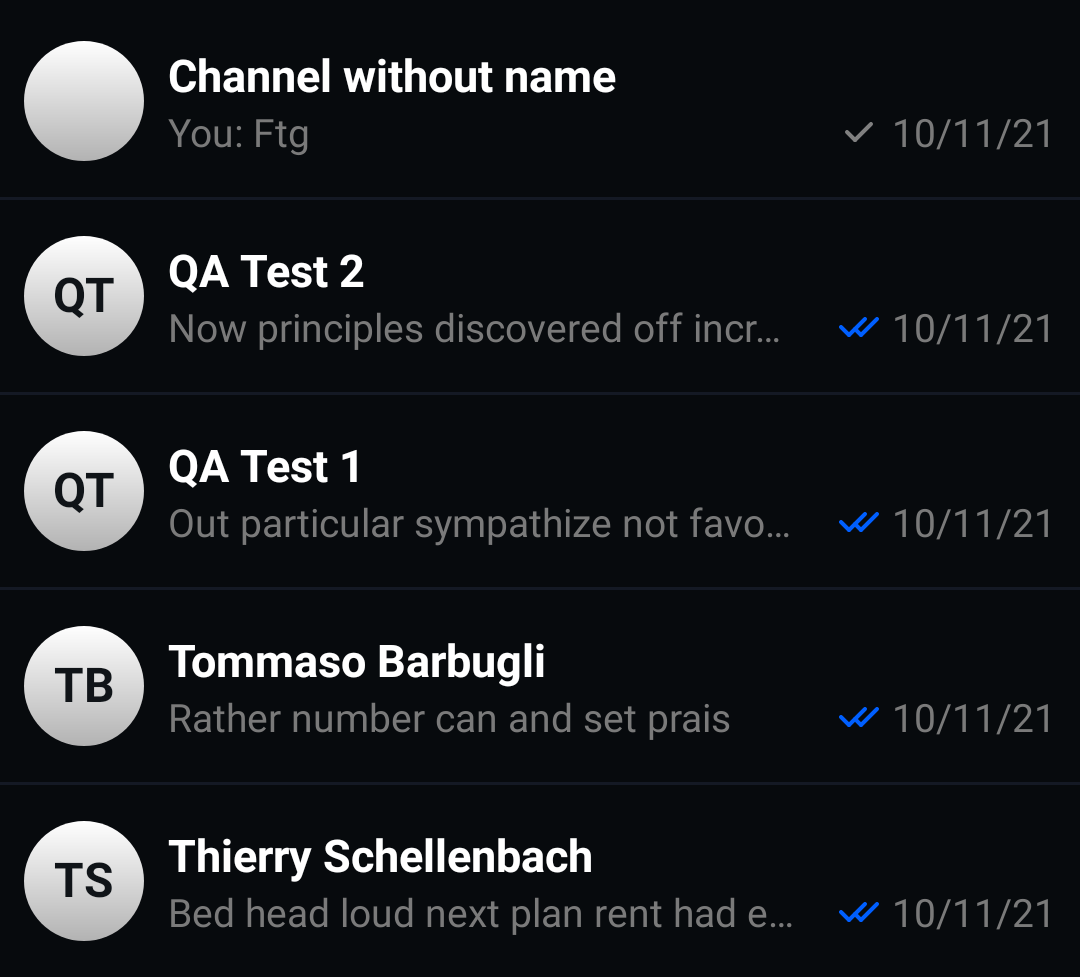 Channel without name
You: Ftg 10/11/21
QT
QA Test 2
Now principles discovered off incr... 10/11/21
QT
QA Test 1
Out particular sympathize not favo... 10/11/21
TB
Tommaso Barbugli
Rather number can and set prais 10/11/21
TS
Thierry Schellenbach
Bed head loud next plan rent had e... 10/11/21